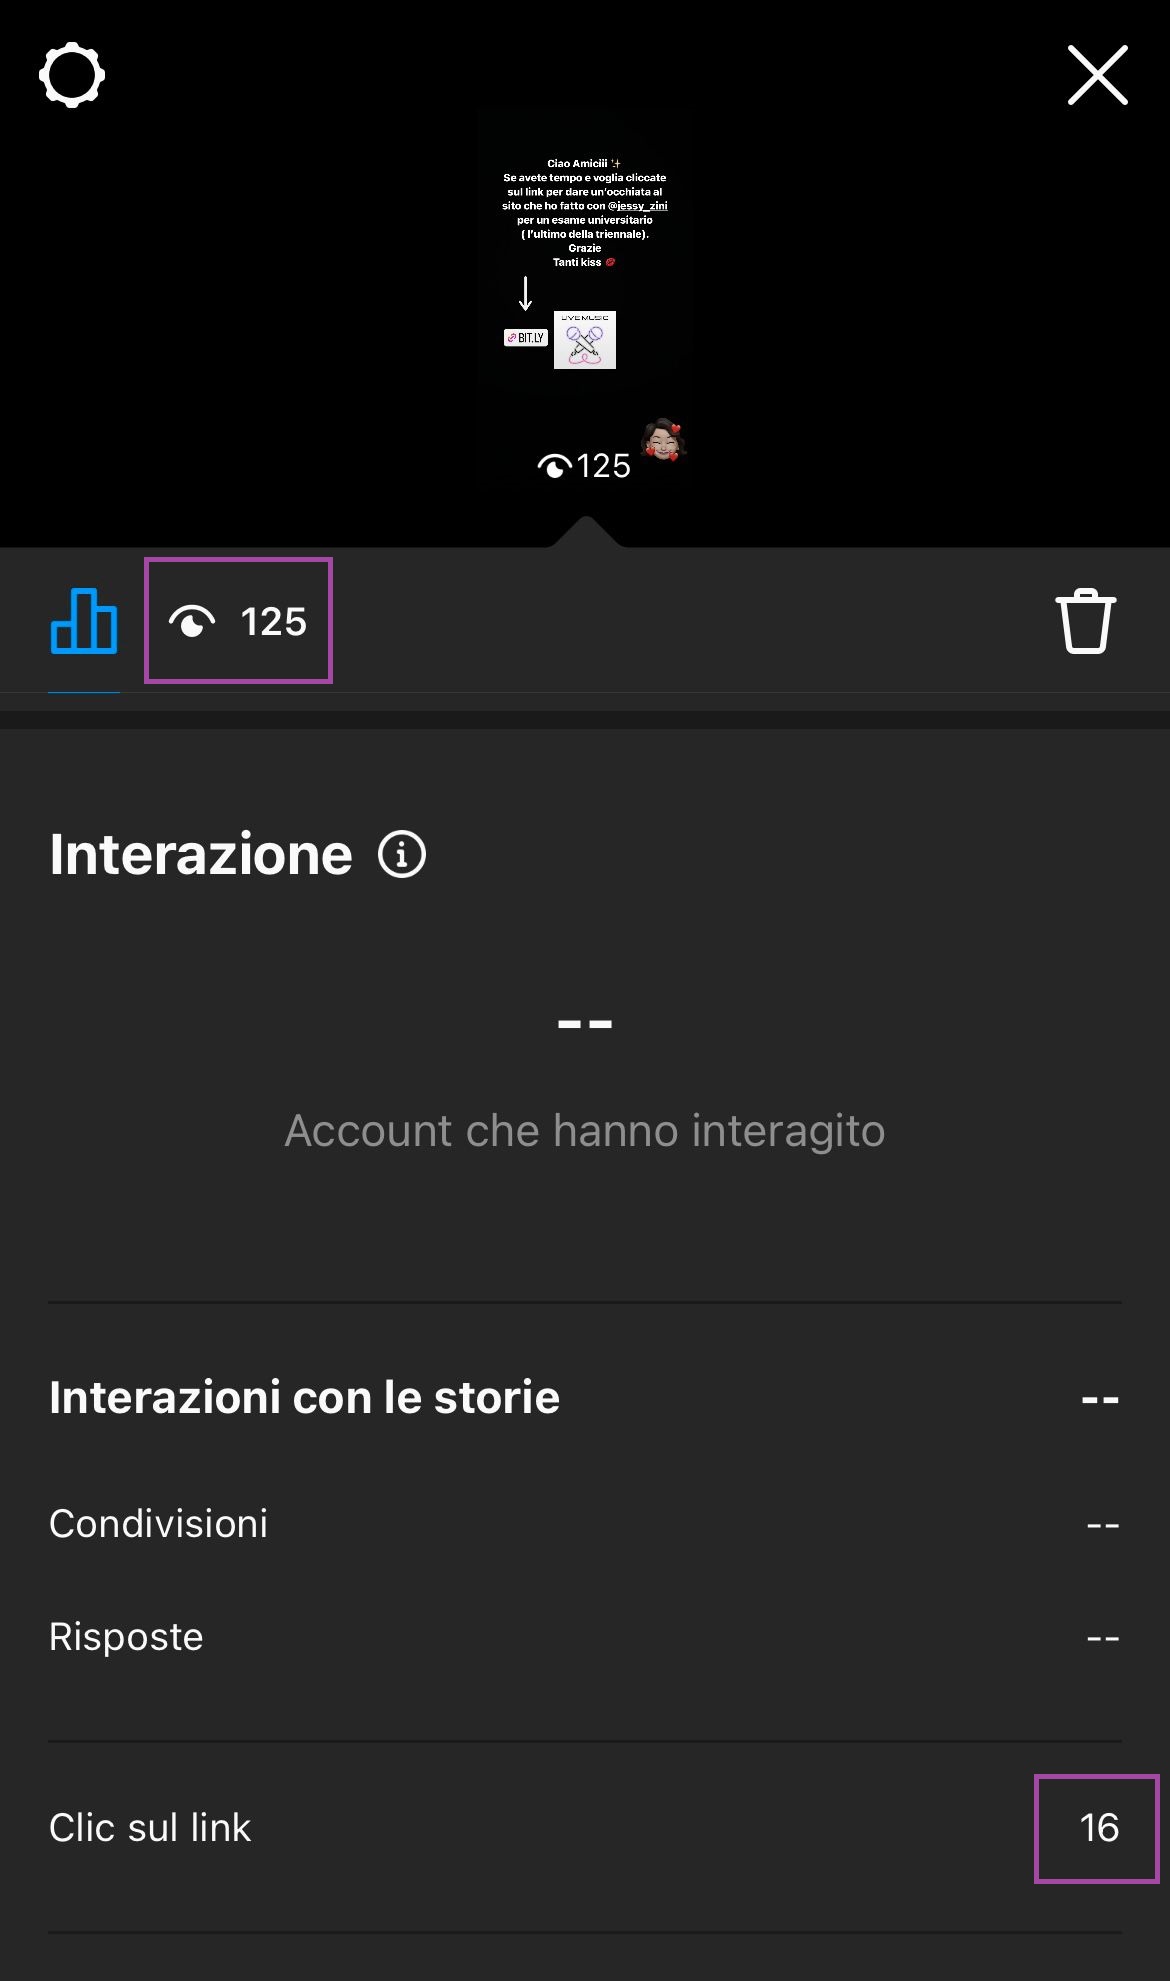 Ciao Amiciii ✨
Se avete tempo e voglia cliccate
sul link per dare un'occhiata al
sito che ho fatto con @jessy_zini
per un esame universitario
( l'ultimo della triennale).
Grazie
Tanti kiss 💋
BIT.LY
LIVEMUSIC
125
125
Interazione
--
Account che hanno interagito
Interazioni con le storie --
Condivisioni --
Risposte --
Clic sul link 16